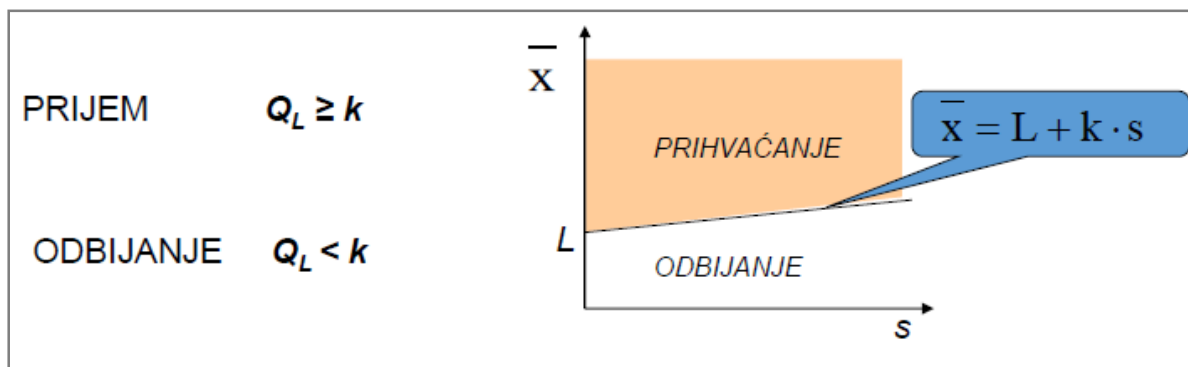 PRIJEM Q_L ≥ k
ODBIJANJE Q_L < k
x̅
PRIHVAĆANJE
x̅ = L + k · s
L
ODBIJANJE
s